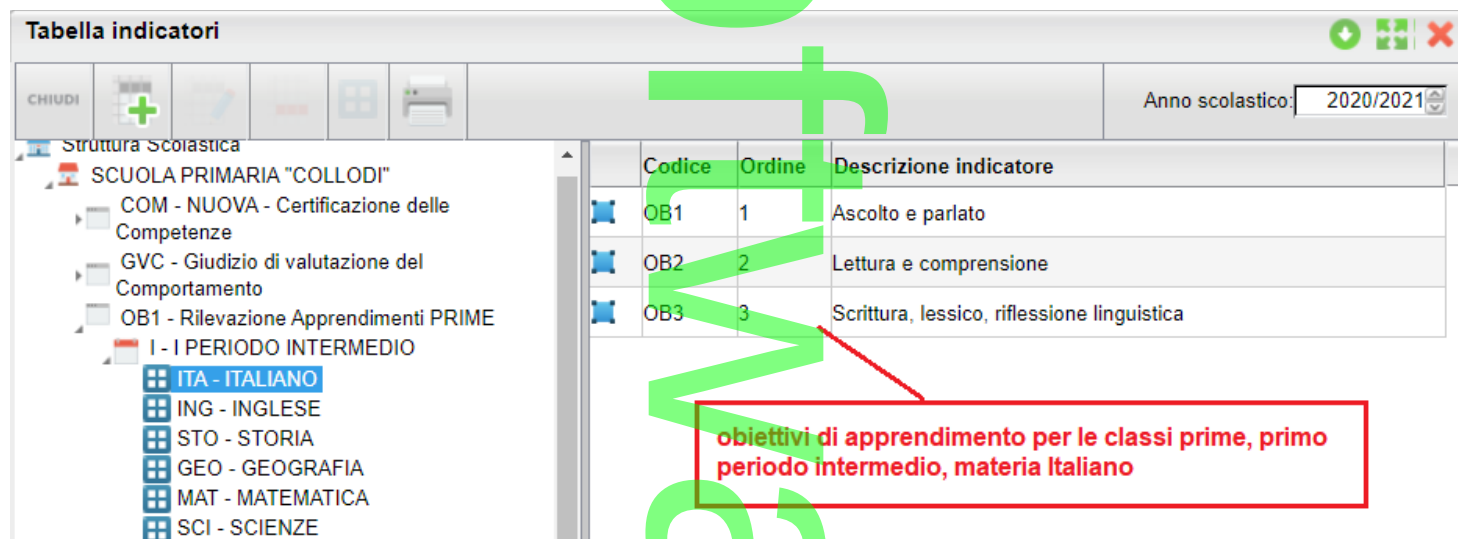 Tabella indicatori
CHIUDI
Anno scolastico: 2020/2021
Struttura Scolastica
SCUOLA PRIMARIA "COLLODI"
COM - NUOVA - Certificazione delle
Competenze
GVC - Giudizio di valutazione del
Comportamento
OB1 - Rilevazione Apprendimenti PRIME
I - I PERIODO INTERMEDIO
ITA - ITALIANO
ING - INGLESE
STO - STORIA
GEO - GEOGRAFIA
MAT - MATEMATICA
SCI - SCIENZE
Codice Ordine Descrizione indicatore
OB1 1 Ascolto e parlato
OB2 2 Lettura e comprensione
OB3 3 Scrittura, lessico, riflessione linguistica
obiettivi di apprendimento per le classi prime, primo
periodo intermedio, materia Italiano